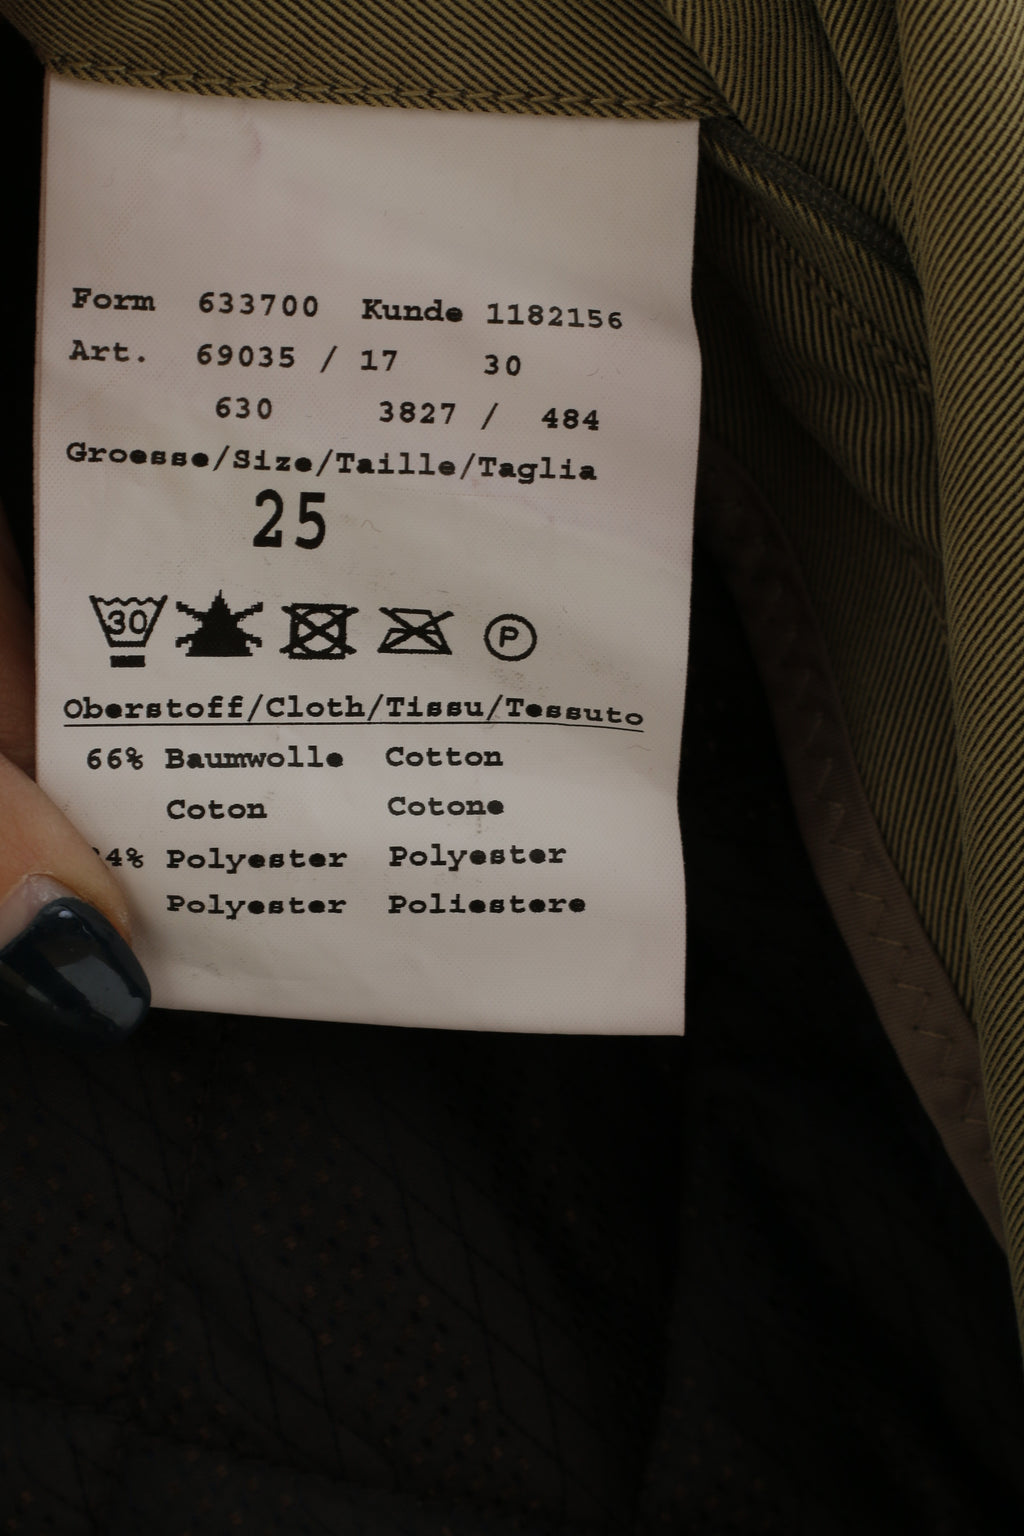 Form 633700 Kunde 1182156
Art. 69035 / 17 30
630 3827 / 484
Groesse/Size/Taille/Taglia
25
30 P
Oberstoff/Cloth/Tissu/Tessuto
66% Baumwolle Cotton
Coton Cotone
4% Polyester Polyester
Polyester Poliestere